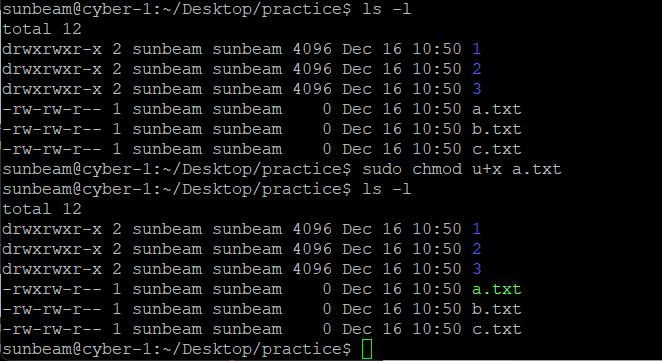 sunbeam@cyber-1:~/Desktop/practice$ ls -l
total 12
drwxrwxr-x 2 sunbeam sunbeam 4096 Dec 16 10:50 1
drwxrwxr-x 2 sunbeam sunbeam 4096 Dec 16 10:50 2
drwxrwxr-x 2 sunbeam sunbeam 4096 Dec 16 10:50 3
-rw-rw-r-- 1 sunbeam sunbeam    0 Dec 16 10:50 a.txt
-rw-rw-r-- 1 sunbeam sunbeam    0 Dec 16 10:50 b.txt
-rw-rw-r-- 1 sunbeam sunbeam    0 Dec 16 10:50 c.txt
sunbeam@cyber-1:~/Desktop/practice$ sudo chmod u+x a.txt
sunbeam@cyber-1:~/Desktop/practice$ ls -l
total 12
drwxrwxr-x 2 sunbeam sunbeam 4096 Dec 16 10:50 1
drwxrwxr-x 2 sunbeam sunbeam 4096 Dec 16 10:50 2
drwxrwxr-x 2 sunbeam sunbeam 4096 Dec 16 10:50 3
-rwxrw-r-- 1 sunbeam sunbeam    0 Dec 16 10:50 a.txt
-rw-rw-r-- 1 sunbeam sunbeam    0 Dec 16 10:50 b.txt
-rw-rw-r-- 1 sunbeam sunbeam    0 Dec 16 10:50 c.txt
sunbeam@cyber-1:~/Desktop/practice$